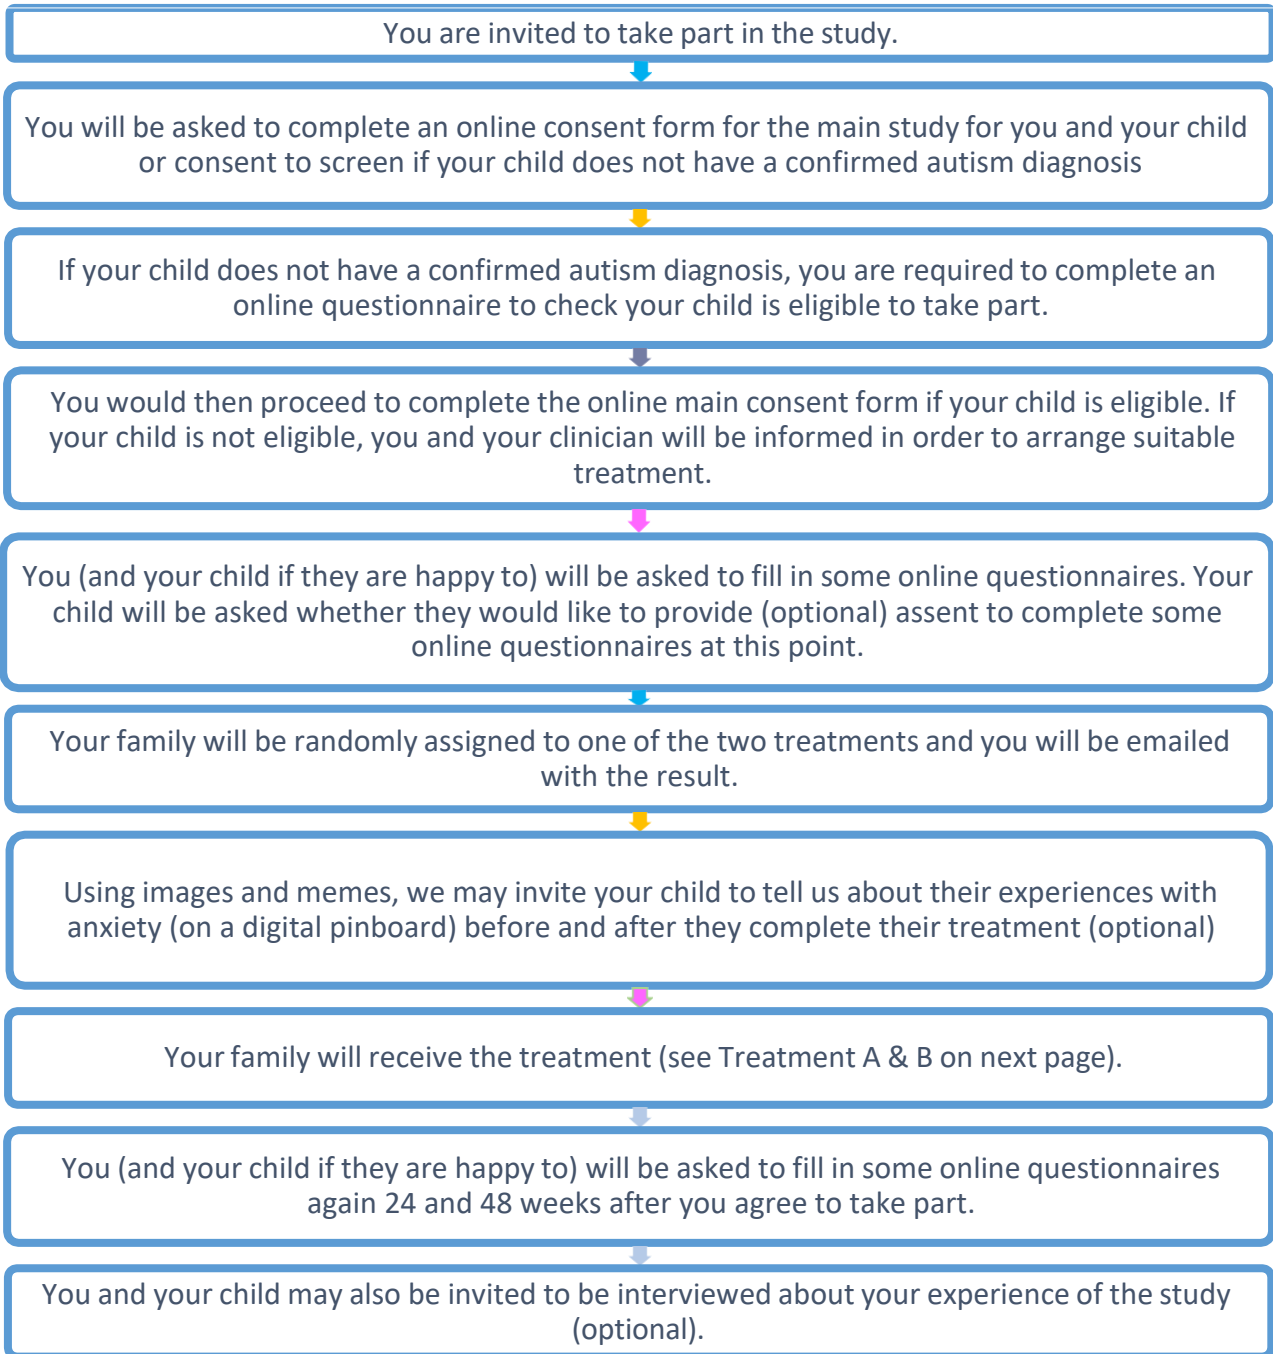 You are invited to take part in the study.
You will be asked to complete an online consent form for the main study for you and your child
or consent to screen if your child does not have a confirmed autism diagnosis
If your child does not have a confirmed autism diagnosis, you are required to complete an
online questionnaire to check your child is eligible to take part.
You would then proceed to complete the online main consent form if your child is eligible. If
your child is not eligible, you and your clinician will be informed in order to arrange suitable
treatment.
You (and your child if they are happy to) will be asked to fill in some online questionnaires. Your
child will be asked whether they would like to provide (optional) assent to complete some
online questionnaires at this point.
Your family will be randomly assigned to one of the two treatments and you will be emailed
with the result.
Using images and memes, we may invite your child to tell us about their experiences with
anxiety (on a digital pinboard) before and after they complete their treatment (optional)
Your family will receive the treatment (see Treatment A & B on next page).
You (and your child if they are happy to) will be asked to fill in some online questionnaires
again 24 and 48 weeks after you agree to take part.
You and your child may also be invited to be interviewed about your experience of the study
(optional).